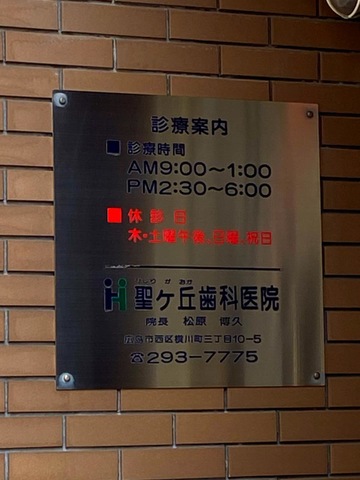 診療案内
■診療時間
AM9:00～1:00
PM2:30～6:00
■休診日
木・土曜午後、日曜、祝日
ひじり が おか
聖ケ丘歯科医院
院長 松原 博久
広島市西区横川町三丁目10-5
☎293-7775